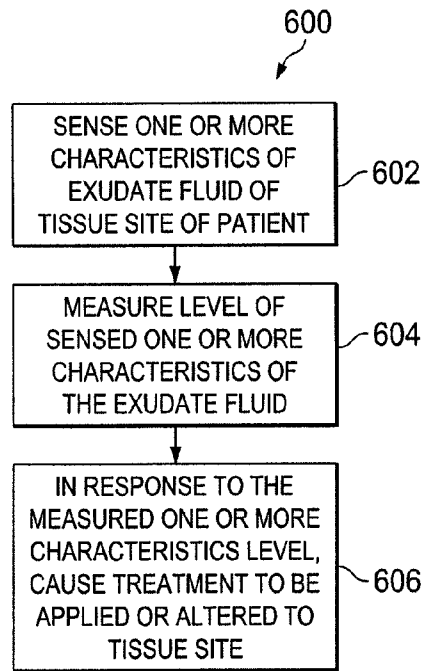 600
SENSE ONE OR MORE
CHARACTERISTICS OF
EXUDATE FLUID OF
TISSUE SITE OF PATIENT
602
MEASURE LEVEL OF
SENSED ONE OR MORE
CHARACTERISTICS OF
THE EXUDATE FLUID
604
IN RESPONSE TO THE
MEASURED ONE OR MORE
CHARACTERISTICS LEVEL,
CAUSE TREATMENT TO BE
APPLIED OR ALTERED TO
TISSUE SITE
606